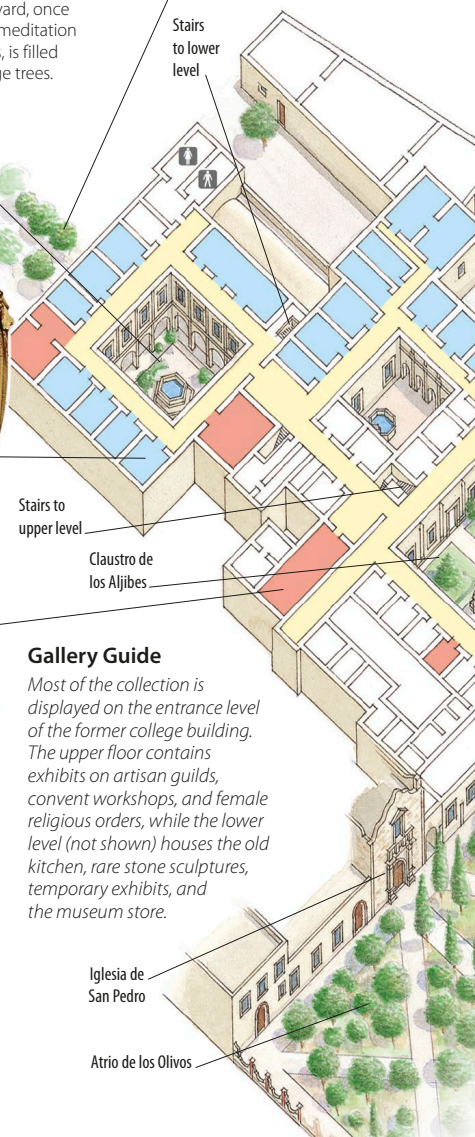 yard, once
meditation
s, is filled
ge trees.
Stairs
to lower
level
Stairs to
upper level
Claustro de
los Aljibes
Gallery Guide
Most of the collection is
displayed on the entrance level
of the former college building.
The upper floor contains
exhibits on artisan guilds,
convent workshops, and female
religious orders, while the lower
level (not shown) houses the old
kitchen, rare stone sculptures,
temporary exhibits, and
the museum store.
Iglesia de
San Pedro
Atrio de los Olivos